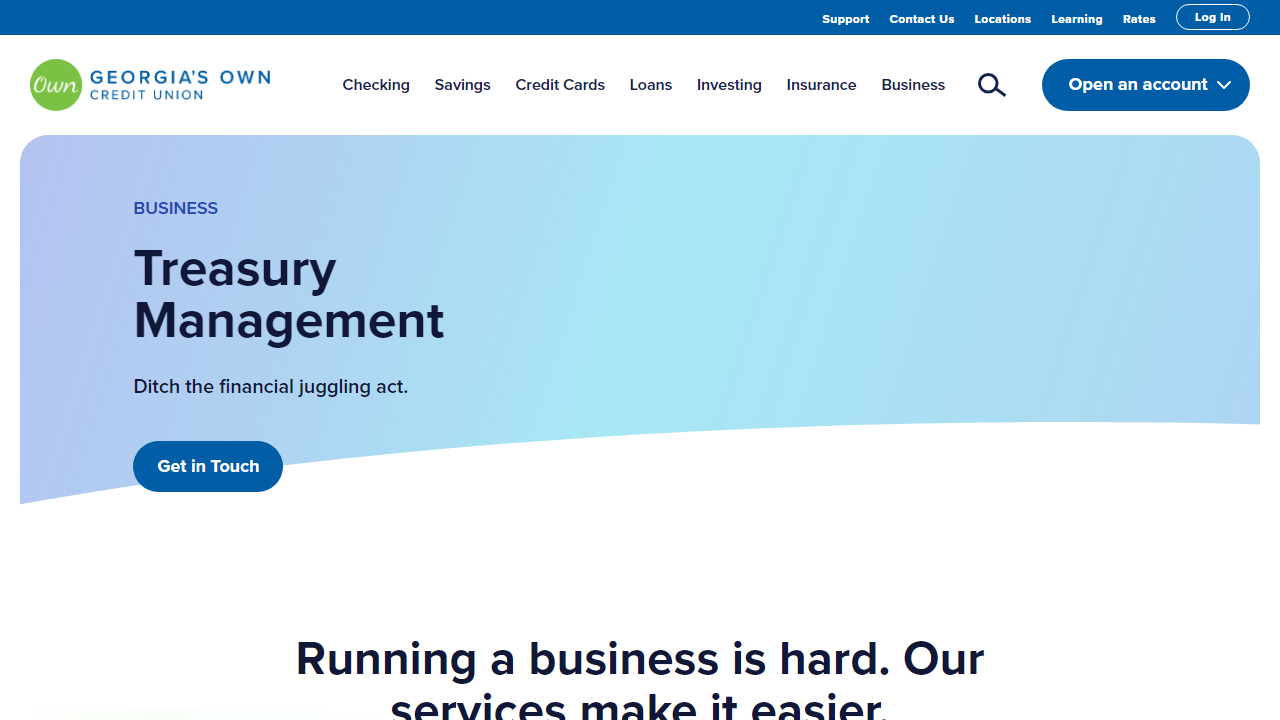 Support Contact Us Locations Learning Rates Log In
Own GEORGIA'S OWN
CREDIT UNION
Checking Savings Credit Cards Loans Investing Insurance Business Open an account
BUSINESS
Treasury
Management
Ditch the financial juggling act.
Get in Touch
Running a business is hard. Our
services make it easier.